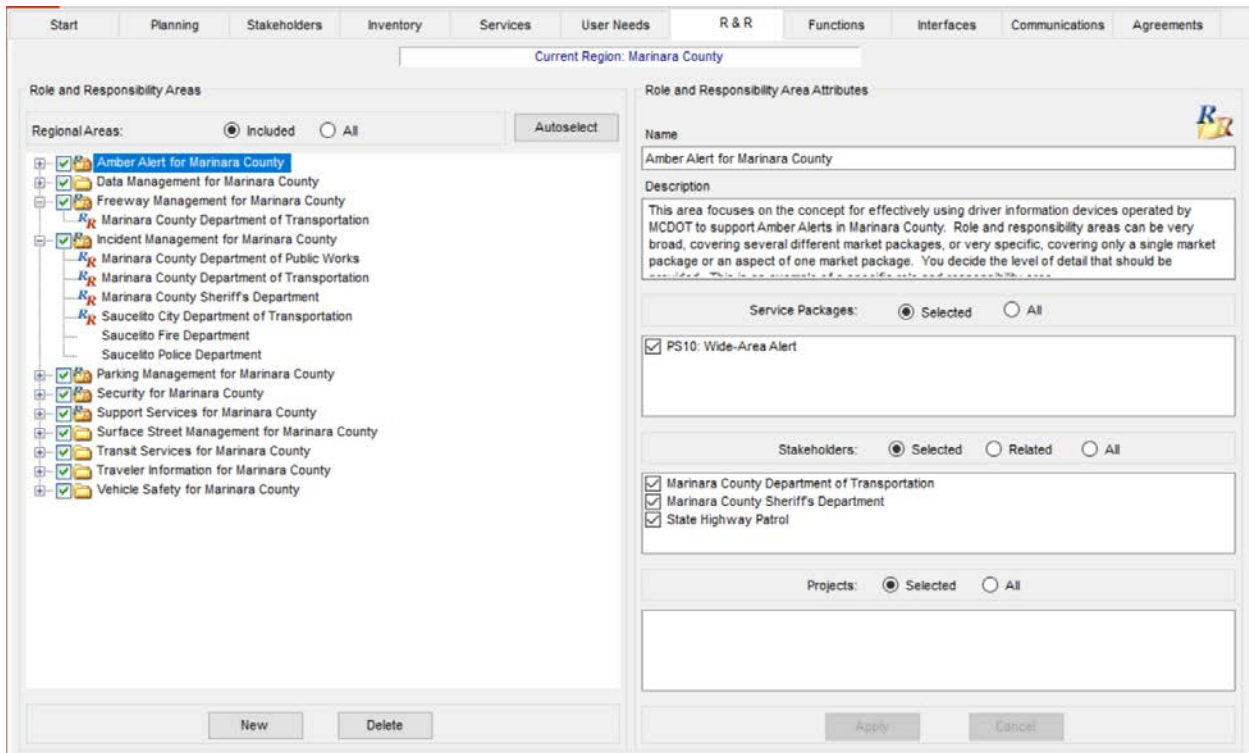 Start Planning Stakeholders Inventory Services User Needs R & R Functions Interfaces Communications Agreements
Current Region: Marinara County
Role and Responsibility Areas
Regional Areas: Included All Autoselect
Amber Alert for Marinara County
Data Management for Marinara County
Freeway Management for Marinara County
Marinara County Department of Transportation
Incident Management for Marinara County
Marinara County Department of Public Works
Marinara County Department of Transportation
Marinara County Sheriff's Department
Saucelito City Department of Transportation
Saucelito Fire Department
Saucelito Police Department
Parking Management for Marinara County
Security for Marinara County
Support Services for Marinara County
Surface Street Management for Marinara County
Transit Services for Marinara County
Traveler Information for Marinara County
Vehicle Safety for Marinara County
New Delete
Role and Responsibility Area Attributes
RR
Name
Amber Alert for Marinara County
Description
This area focuses on the concept for effectively using driver information devices operated by
MCDOT to support Amber Alerts in Marinara County. Role and responsibility areas can be very
broad, covering several different market packages, or very specific, covering only a single market
package or an aspect of one market package. You decide the level of detail that should be
Service Packages: Selected All
PS10: Wide-Area Alert
Stakeholders: Selected Related All
Marinara County Department of Transportation
Marinara County Sheriff's Department
State Highway Patrol
Projects: Selected All
Apply Cancel